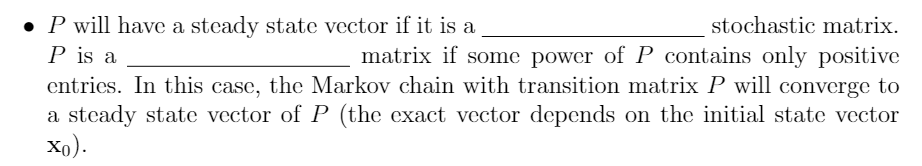 • P will have a steady state vector if it is a ____________________ stochastic matrix.
P is a ____________________ matrix if some power of P contains only positive
entries. In this case, the Markov chain with transition matrix P will converge to
a steady state vector of P (the exact vector depends on the initial state vector
x₀).